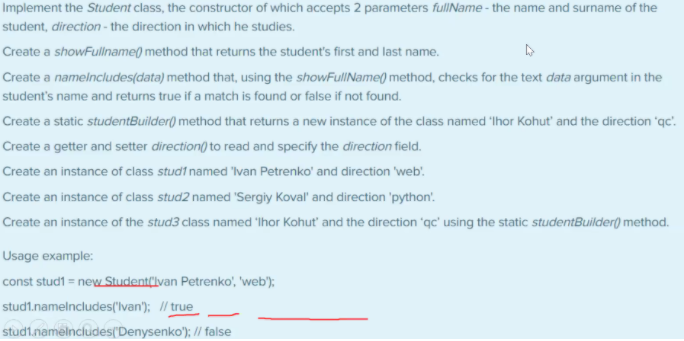 Implement the Student class, the constructor of which accepts 2 parameters fullName - the name and surname of the
student, direction - the direction in which he studies.
Create a showFullname() method that returns the student's first and last name.
Create a nameIncludes(data) method that, using the showFullName() method, checks for the text data argument in the
student's name and returns true if a match is found or false if not found.
Create a static studentBuilder() method that returns a new instance of the class named 'Ihor Kohut' and the direction 'qc'.
Create a getter and setter direction() to read and specify the direction field.
Create an instance of class stud1 named 'Ivan Petrenko' and direction 'web'.
Create an instance of class stud2 named 'Sergiy Koval' and direction 'python'.
Create an instance of the stud3 class named 'Ihor Kohut' and the direction 'qc' using the static studentBuilder() method.
Usage example:
const stud1 = new Student('Ivan Petrenko', 'web');
stud1.nameIncludes('Ivan'); // true
stud1.nameIncludes('Denysenko'); // false